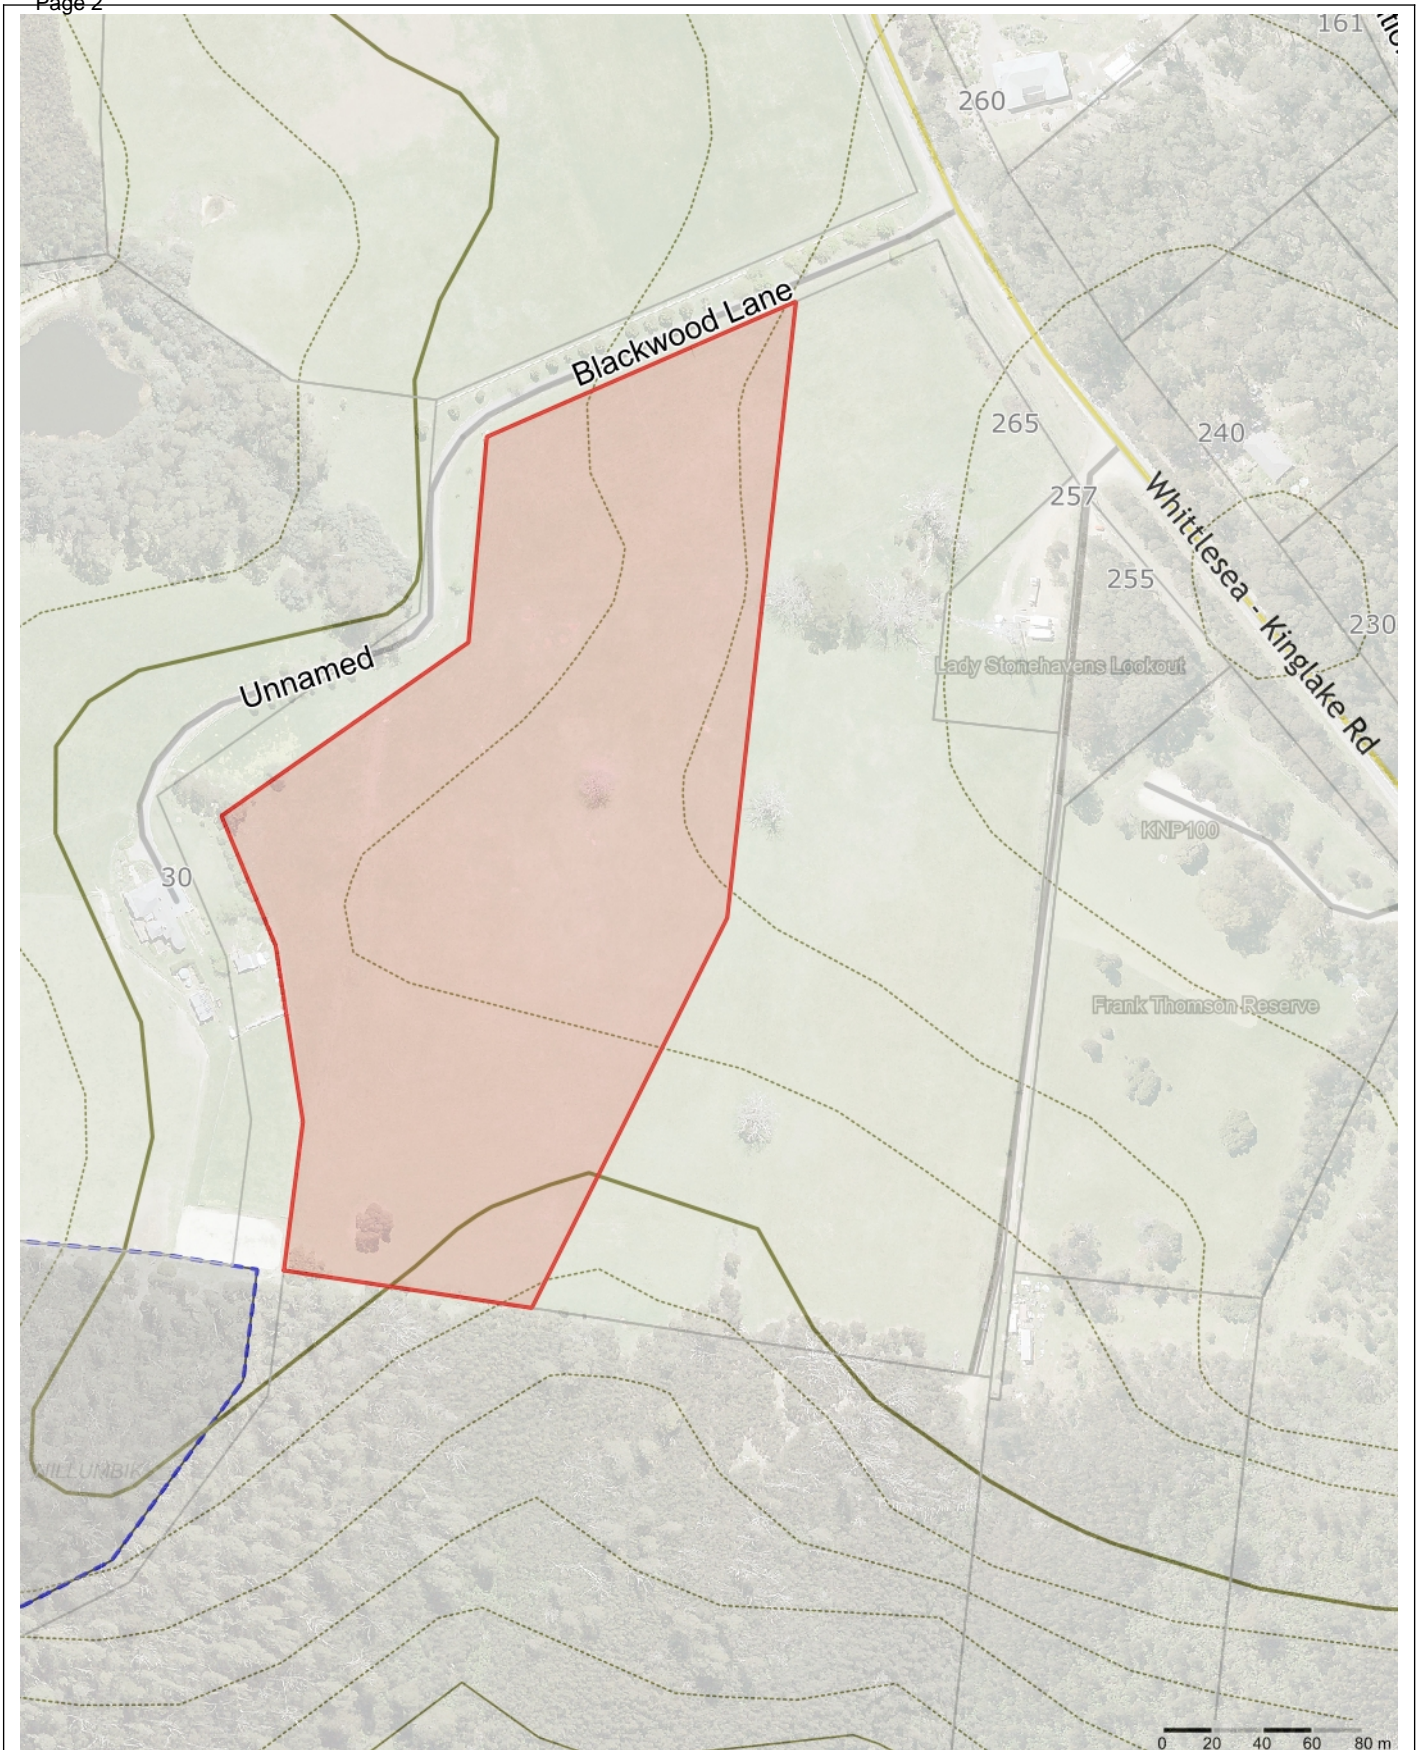 Page 2
161
260
Blackwood Lane
265
240
257
Whittlesea - Kinglake Rd
255
230
Unnamed
Lady Stonehavens Lookout
KNP100
30
Frank Thomson Reserve
NILLUMBIK
0 20 40 60 80 m